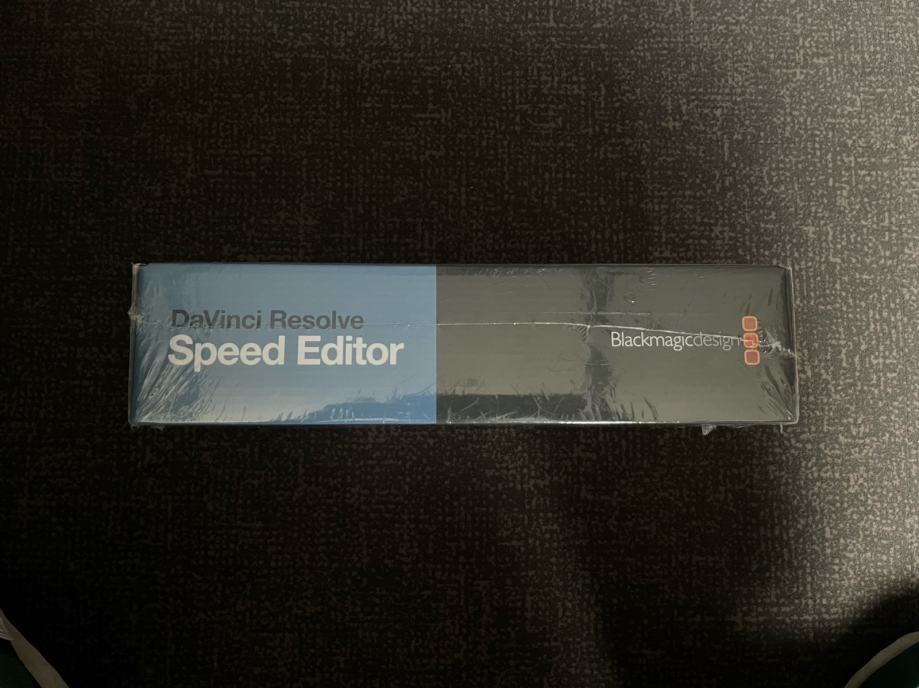 DaVinci Resolve
Speed Editor
Blackmagicdesign